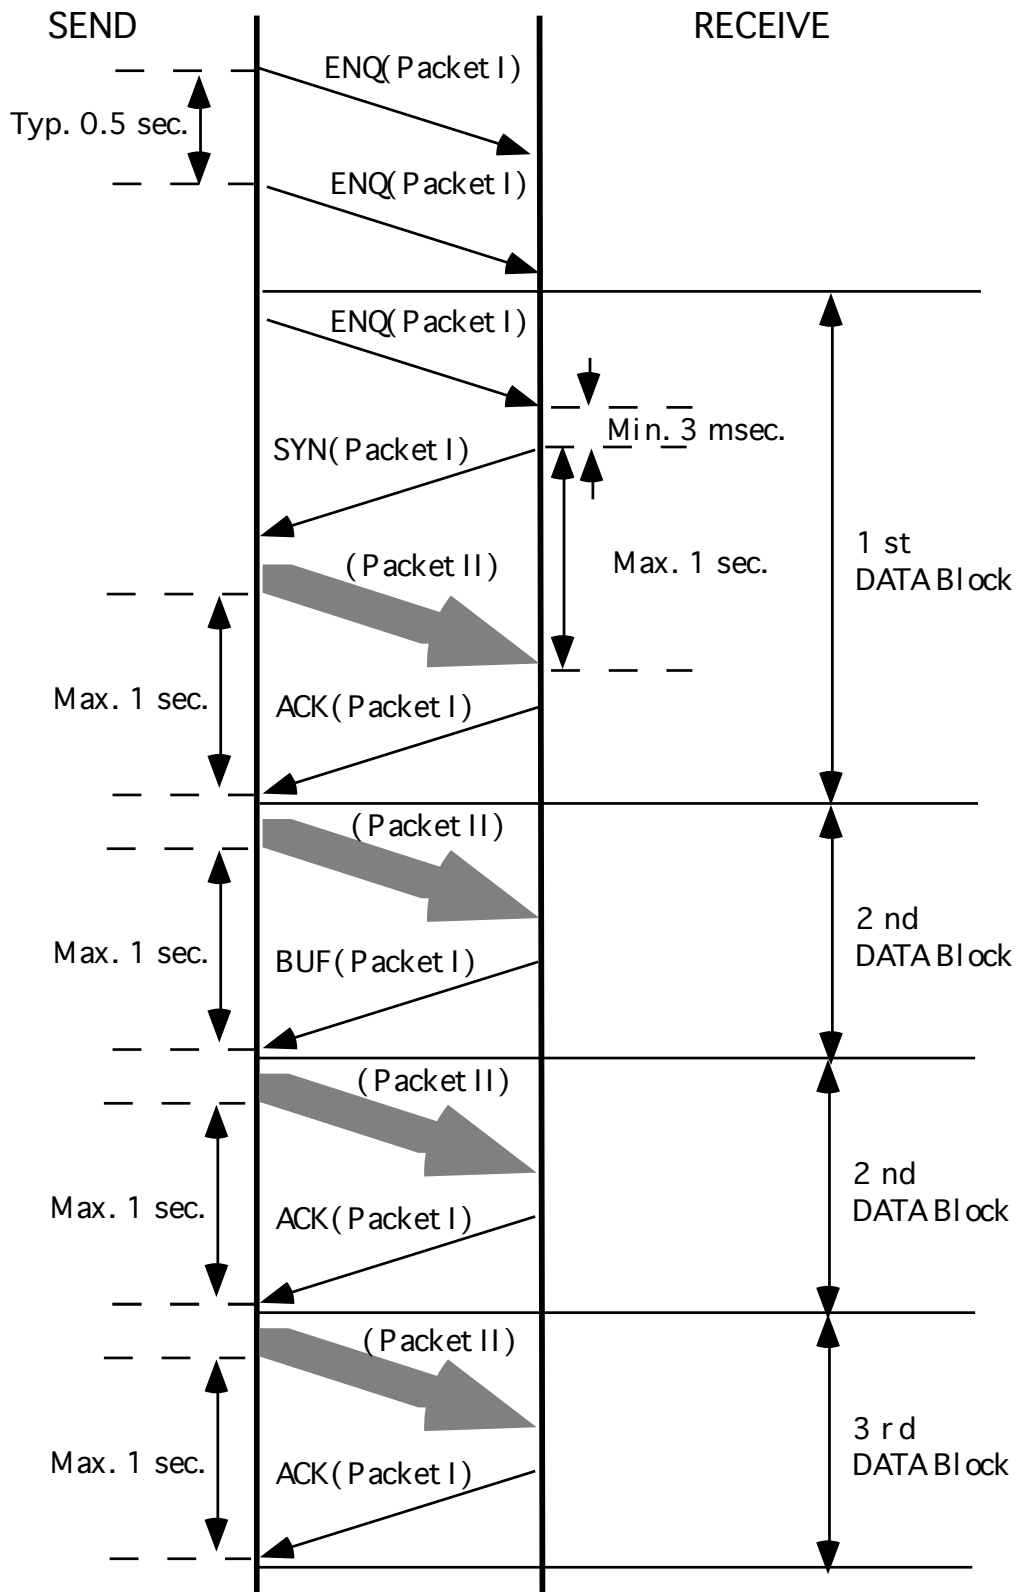 SEND
RECEIVE
ENQ(Packet I)
Typ. 0.5 sec.
ENQ(Packet I)
ENQ(Packet I)
Min. 3 msec.
SYN(Packet I)
(Packet II)
Max. 1 sec.
1 st
DATA Block
Max. 1 sec.
ACK(Packet I)
(Packet II)
2 nd
DATA Block
Max. 1 sec.
BUF(Packet I)
(Packet II)
2 nd
DATA Block
Max. 1 sec.
ACK(Packet I)
(Packet II)
3 rd
DATA Block
Max. 1 sec.
ACK(Packet I)